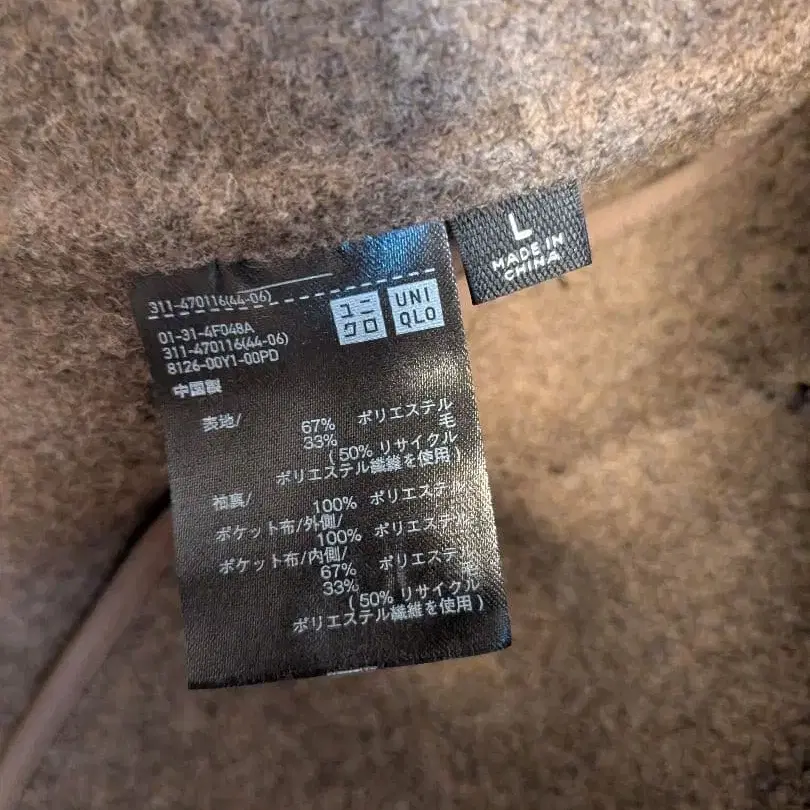 L
MADE IN
CHINA
311-470116(44-06)
ユニ
クロ
UNI
QLO
01-31-4F048A
311-470116(44-06)
8126-00Y1-00PD
中国製
表地/
67% ポリエステル
33% 毛
(50% リサイクル
ポリエステル繊維を使用)
袖裏/
100% ポリエステル
ポケット布/外側/
100% ポリエステル
ポケット布/内側/
67% ポリエステル
33% 毛
(50% リサイクル
ポリエステル繊維を使用)